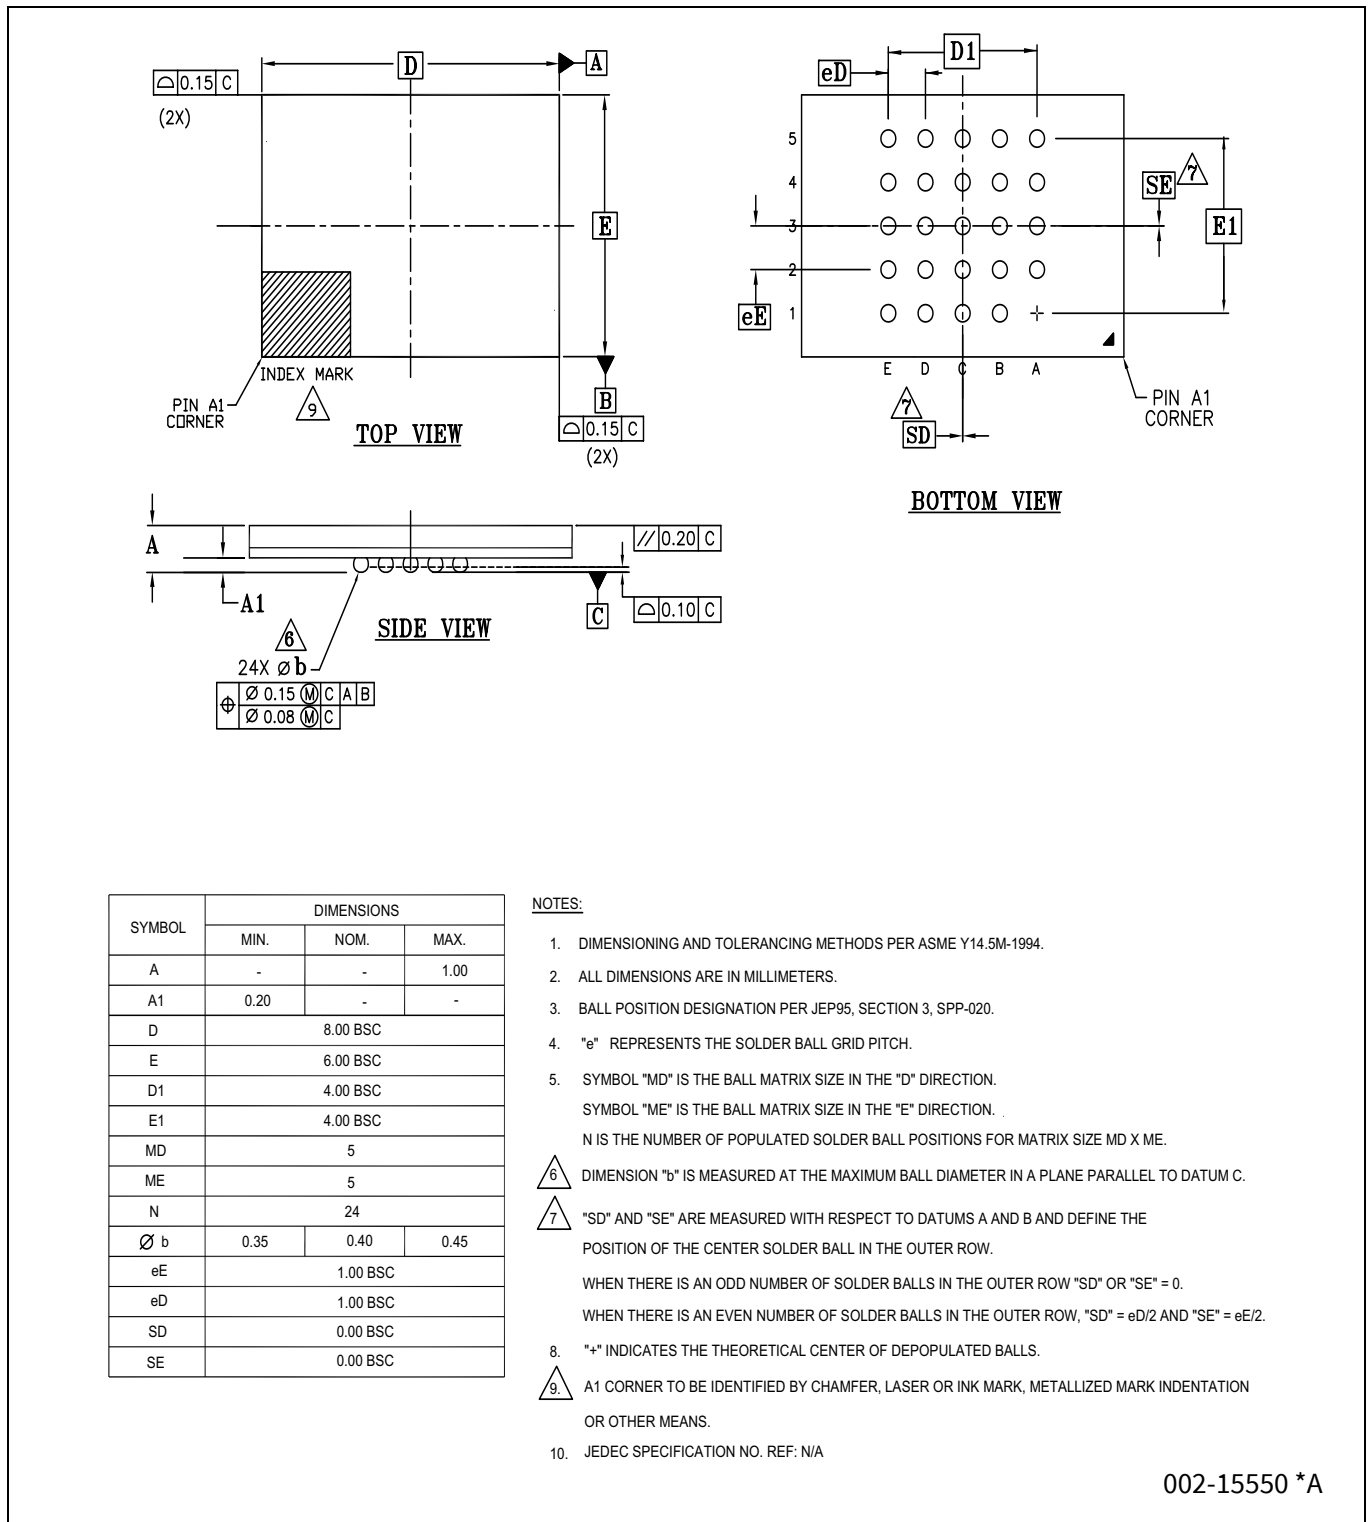 D
A
0.15 C
(2X)
E
INDEX MARK
9
PIN A1
CORNER
B
0.15 C
(2X)
TOP VIEW
D1
eD
5
4
3
2
1
SE
7
E1
eE
E D C B A
7
SD
PIN A1
CORNER
BOTTOM VIEW
A
A1
// 0.20 C
C
0.10 C
SIDE VIEW
6
24X Ø b
⌖ Ø 0.15 Ⓜ C A B
Ø 0.08 Ⓜ C
SYMBOL DIMENSIONS
MIN. NOM. MAX.
A - - 1.00
A1 0.20 - -
D 8.00 BSC
E 6.00 BSC
D1 4.00 BSC
E1 4.00 BSC
MD 5
ME 5
N 24
Ø b 0.35 0.40 0.45
eE 1.00 BSC
eD 1.00 BSC
SD 0.00 BSC
SE 0.00 BSC
NOTES:
1. DIMENSIONING AND TOLERANCING METHODS PER ASME Y14.5M-1994.
2. ALL DIMENSIONS ARE IN MILLIMETERS.
3. BALL POSITION DESIGNATION PER JEP95, SECTION 3, SPP-020.
4. "e" REPRESENTS THE SOLDER BALL GRID PITCH.
5. SYMBOL "MD" IS THE BALL MATRIX SIZE IN THE "D" DIRECTION.
SYMBOL "ME" IS THE BALL MATRIX SIZE IN THE "E" DIRECTION.
N IS THE NUMBER OF POPULATED SOLDER BALL POSITIONS FOR MATRIX SIZE MD X ME.
6 DIMENSION "b" IS MEASURED AT THE MAXIMUM BALL DIAMETER IN A PLANE PARALLEL TO DATUM C.
7 "SD" AND "SE" ARE MEASURED WITH RESPECT TO DATUMS A AND B AND DEFINE THE
POSITION OF THE CENTER SOLDER BALL IN THE OUTER ROW.
WHEN THERE IS AN ODD NUMBER OF SOLDER BALLS IN THE OUTER ROW "SD" OR "SE" = 0.
WHEN THERE IS AN EVEN NUMBER OF SOLDER BALLS IN THE OUTER ROW, "SD" = eD/2 AND "SE" = eE/2.
8. "+" INDICATES THE THEORETICAL CENTER OF DEPOPULATED BALLS.
9. A1 CORNER TO BE IDENTIFIED BY CHAMFER, LASER OR INK MARK, METALLIZED MARK INDENTATION
OR OTHER MEANS.
10. JEDEC SPECIFICATION NO. REF: N/A
002-15550 *A